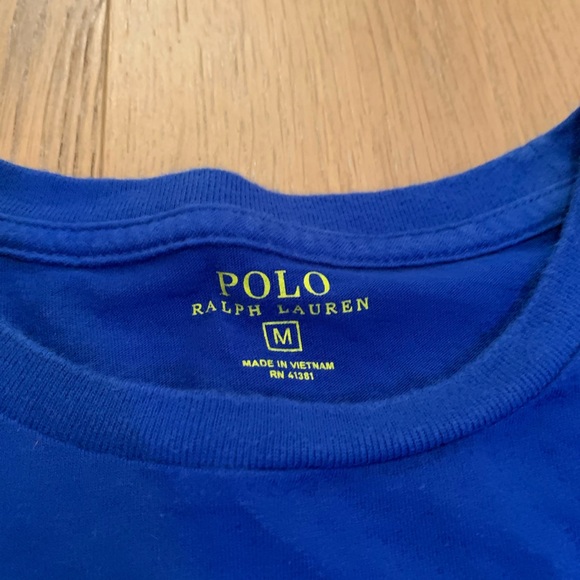 POLO
RALPH LAUREN
M
MADE IN VIETNAM
RN 41381